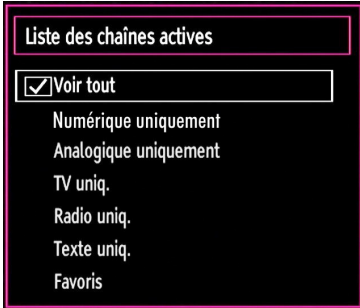 Liste des chaînes actives
Voir tout
Numérique uniquement
Analogique uniquement
TV uniq.
Radio uniq.
Texte uniq.
Favoris